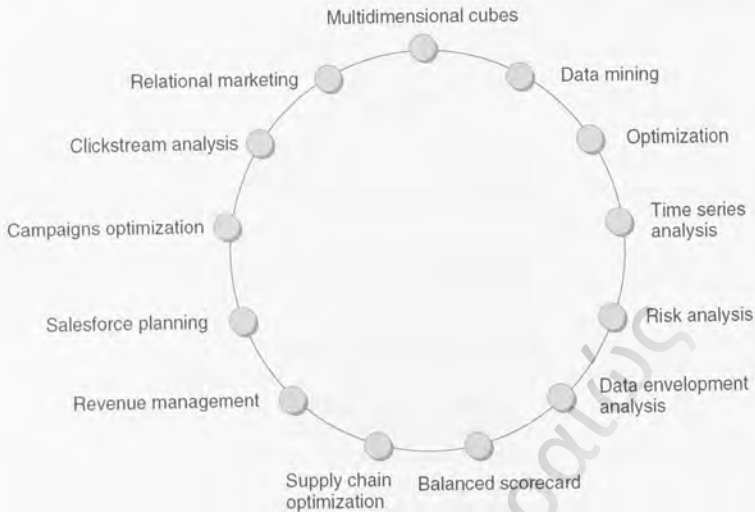 Multidimensional cubes
Data mining
Optimization
Time series
analysis
Risk analysis
Data envelopment
analysis
Balanced scorecard
Supply chain
optimization
Revenue management
Salesforce planning
Campaigns optimization
Clickstream analysis
Relational marketing